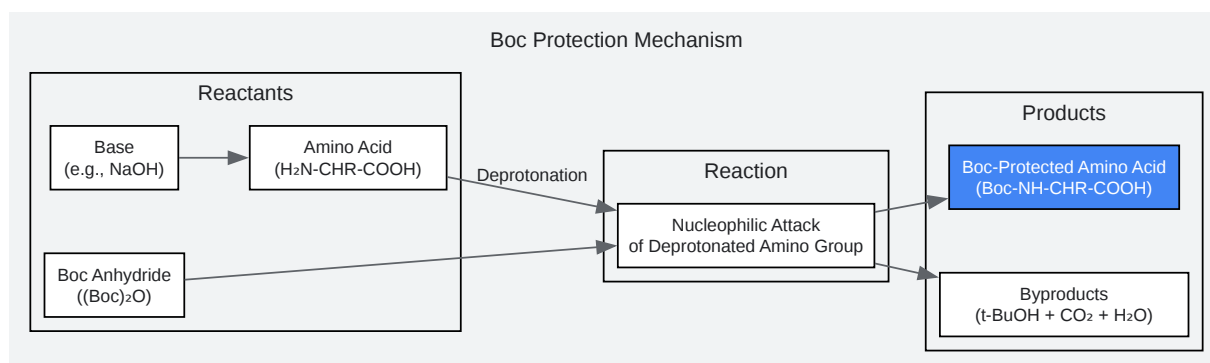 Boc Protection Mechanism
Reactants
Base
(e.g., NaOH)
Amino Acid
(H₂N-CHR-COOH)
Boc Anhydride
((Boc)₂O)
Deprotonation
Reaction
Nucleophilic Attack
of Deprotonated Amino Group
Products
Boc-Protected Amino Acid
(Boc-NH-CHR-COOH)
Byproducts
(t-BuOH + CO₂ + H₂O)